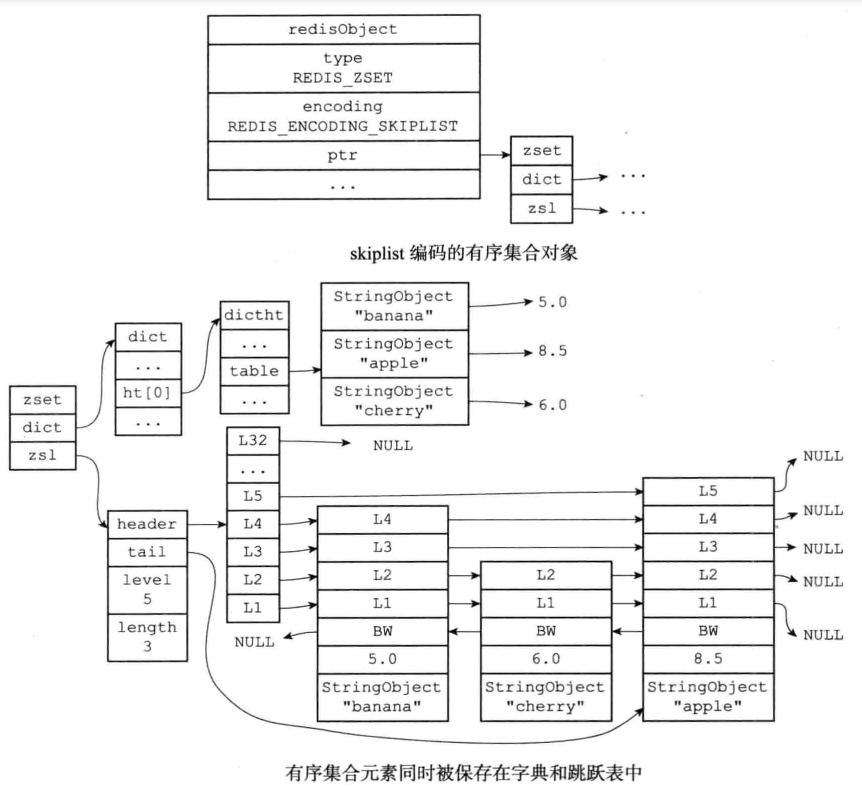 redisObject
type
REDIS_ZSET
encoding
REDIS_ENCODING_SKIPLIST
ptr
...
zset
dict
...
zsl
...
skiplist 编码的有序集合对象
zset
dict
zsl
dict
...
ht[0]
...
dictht
...
table
...
StringObject
"banana"
5.0
StringObject
"apple"
8.5
StringObject
"cherry"
6.0
header
tail
level
5
length
3
L32
NULL
...
L5
L4
L3
L2
L1
NULL
L4
L3
L2
L1
BW
5.0
StringObject
"banana"
L2
L1
BW
6.0
StringObject
"cherry"
L5
L4
L3
L2
L1
BW
8.5
StringObject
"apple"
NULL
NULL
NULL
NULL
NULL
有序集合元素同时被保存在字典和跳跃表中